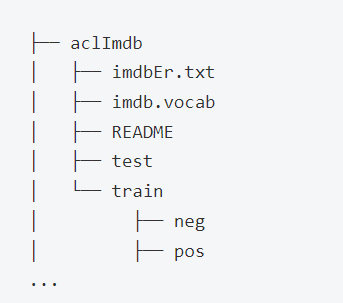 ├── aclImdb
│   ├── imdbEr.txt
│   ├── imdb.vocab
│   ├── README
│   ├── test
│   └── train
│        ├── neg
│        ├── pos
...